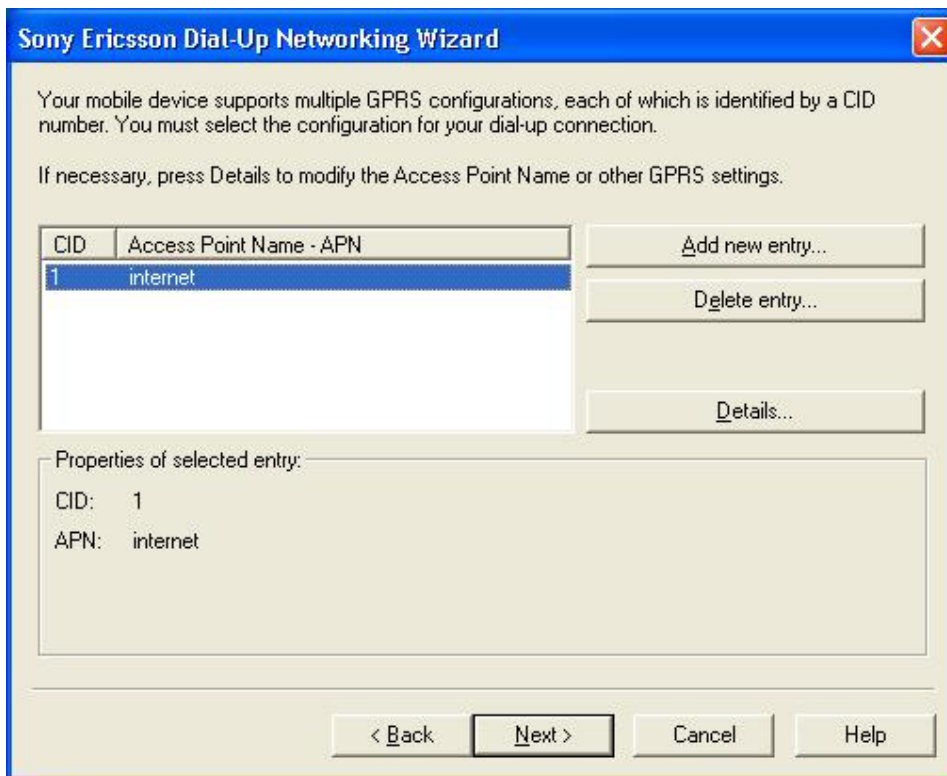 Sony Ericsson Dial-Up Networking Wizard
Your mobile device supports multiple GPRS configurations, each of which is identified by a CID
number. You must select the configuration for your dial-up connection.
If necessary, press Details to modify the Access Point Name or other GPRS settings.
CID Access Point Name - APN
1 internet
Add new entry...
Delete entry...
Details...
Properties of selected entry:
CID: 1
APN: internet
< Back Next > Cancel Help